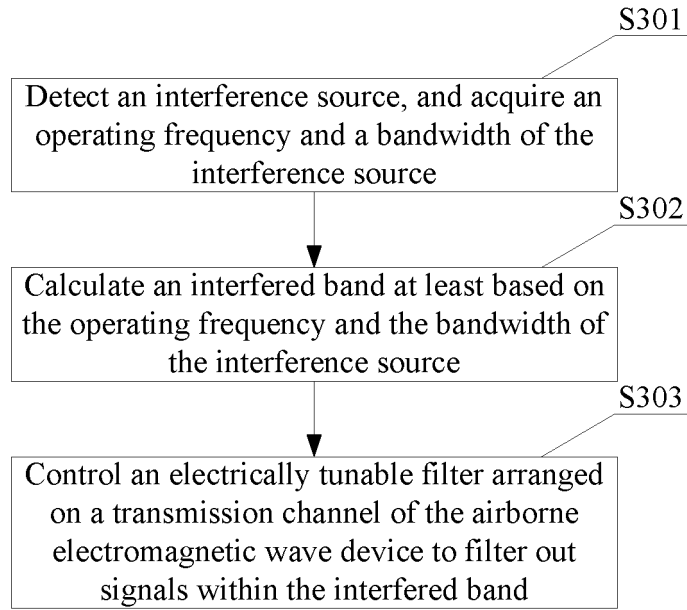 S301
Detect an interference source, and acquire an
operating frequency and a bandwidth of the
interference source
S302
Calculate an interfered band at least based on
the operating frequency and the bandwidth of
the interference source
S303
Control an electrically tunable filter arranged
on a transmission channel of the airborne
electromagnetic wave device to filter out
signals within the interfered band